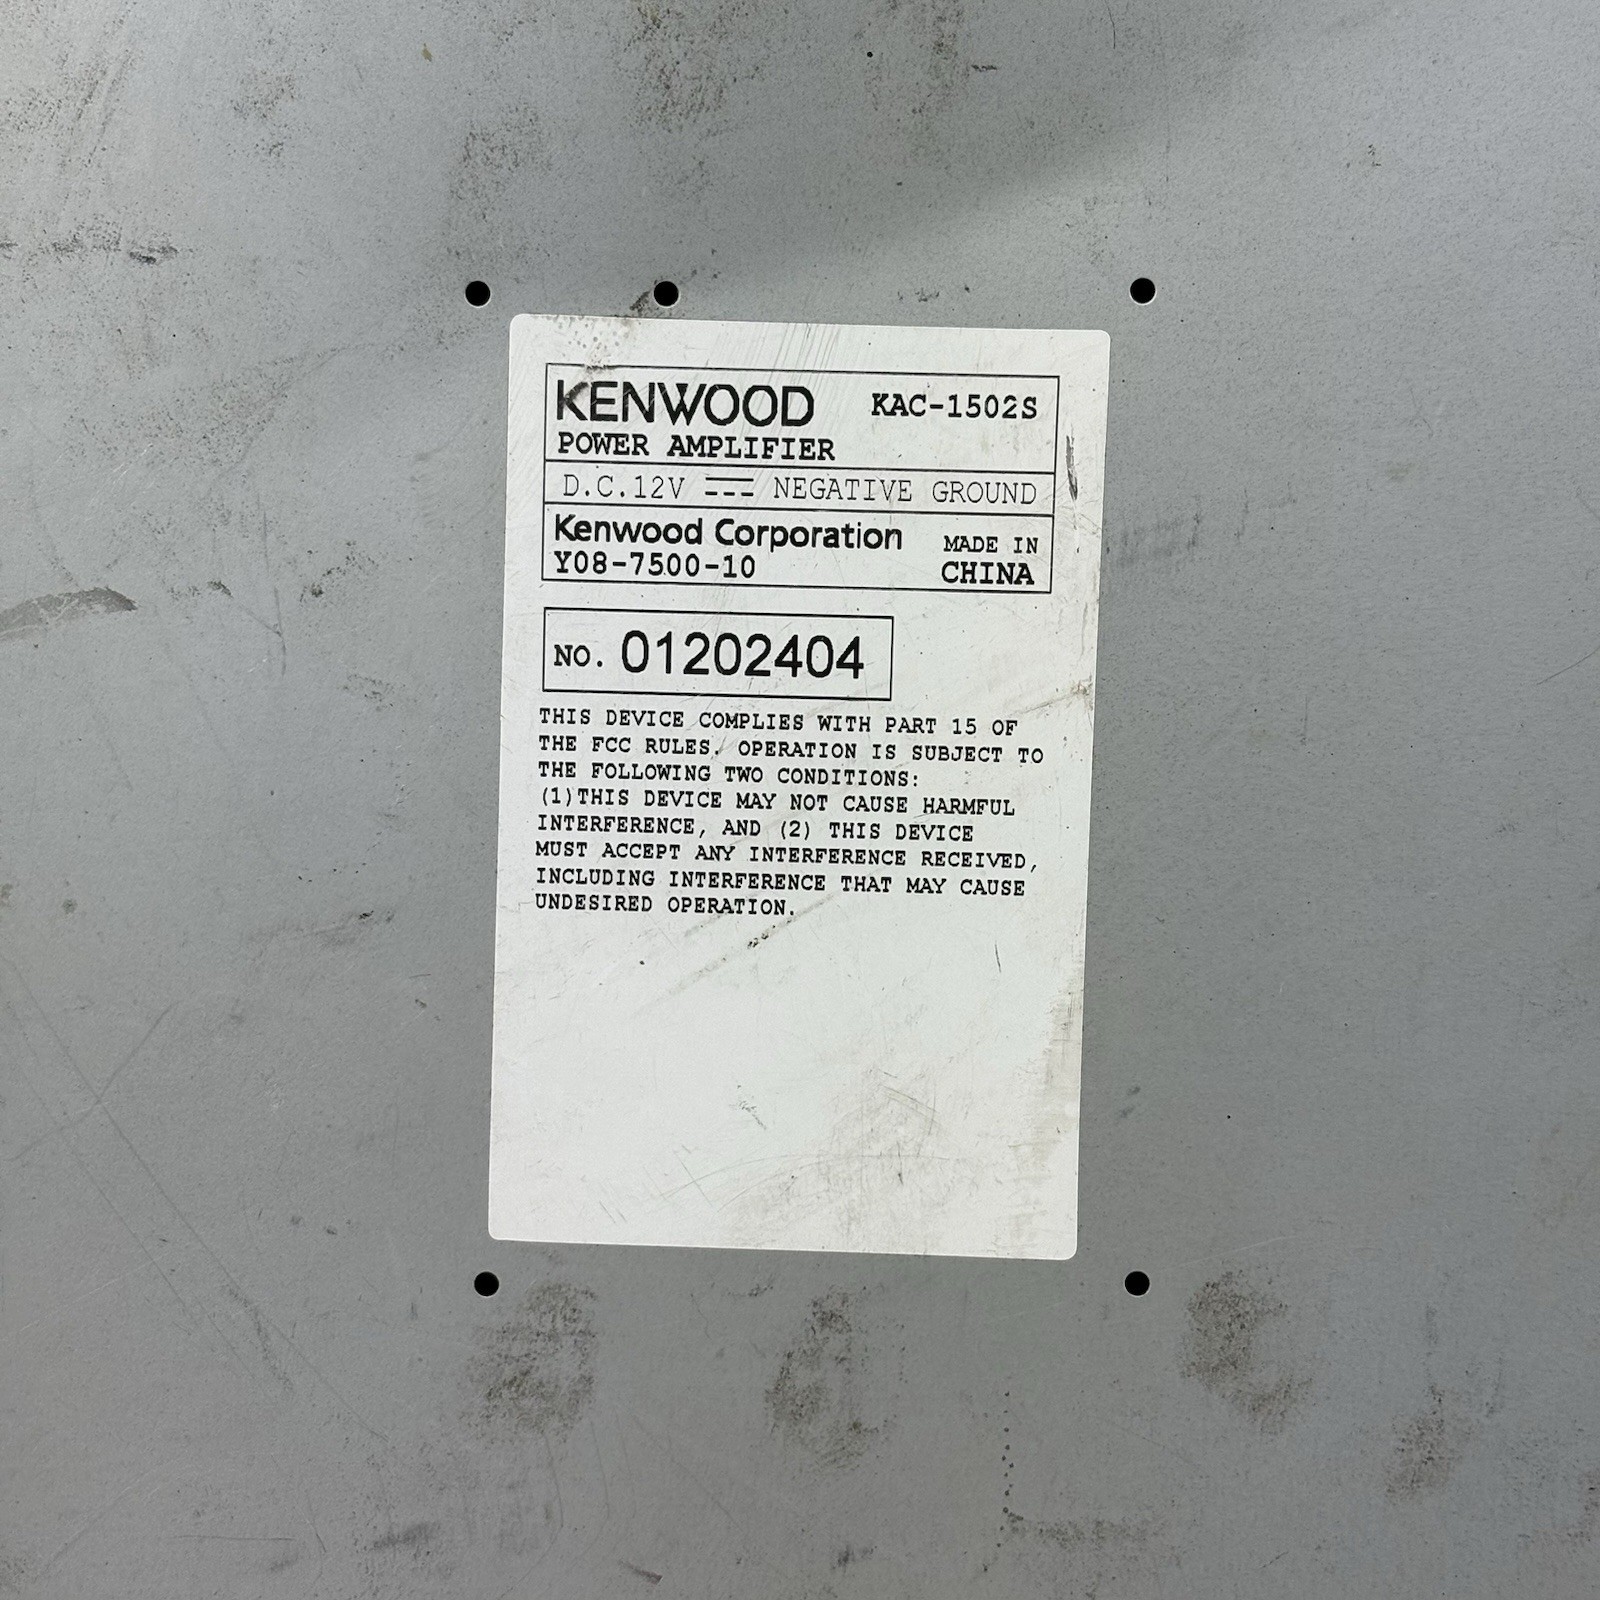 KENWOOD KAC-1502S
POWER AMPLIFIER
D.C.12V ⎓ NEGATIVE GROUND
Kenwood Corporation MADE IN
Y08-7500-10 CHINA
NO. 01202404
THIS DEVICE COMPLIES WITH PART 15 OF
THE FCC RULES. OPERATION IS SUBJECT TO
THE FOLLOWING TWO CONDITIONS:
(1)THIS DEVICE MAY NOT CAUSE HARMFUL
INTERFERENCE, AND (2) THIS DEVICE
MUST ACCEPT ANY INTERFERENCE RECEIVED,
INCLUDING INTERFERENCE THAT MAY CAUSE
UNDESIRED OPERATION.